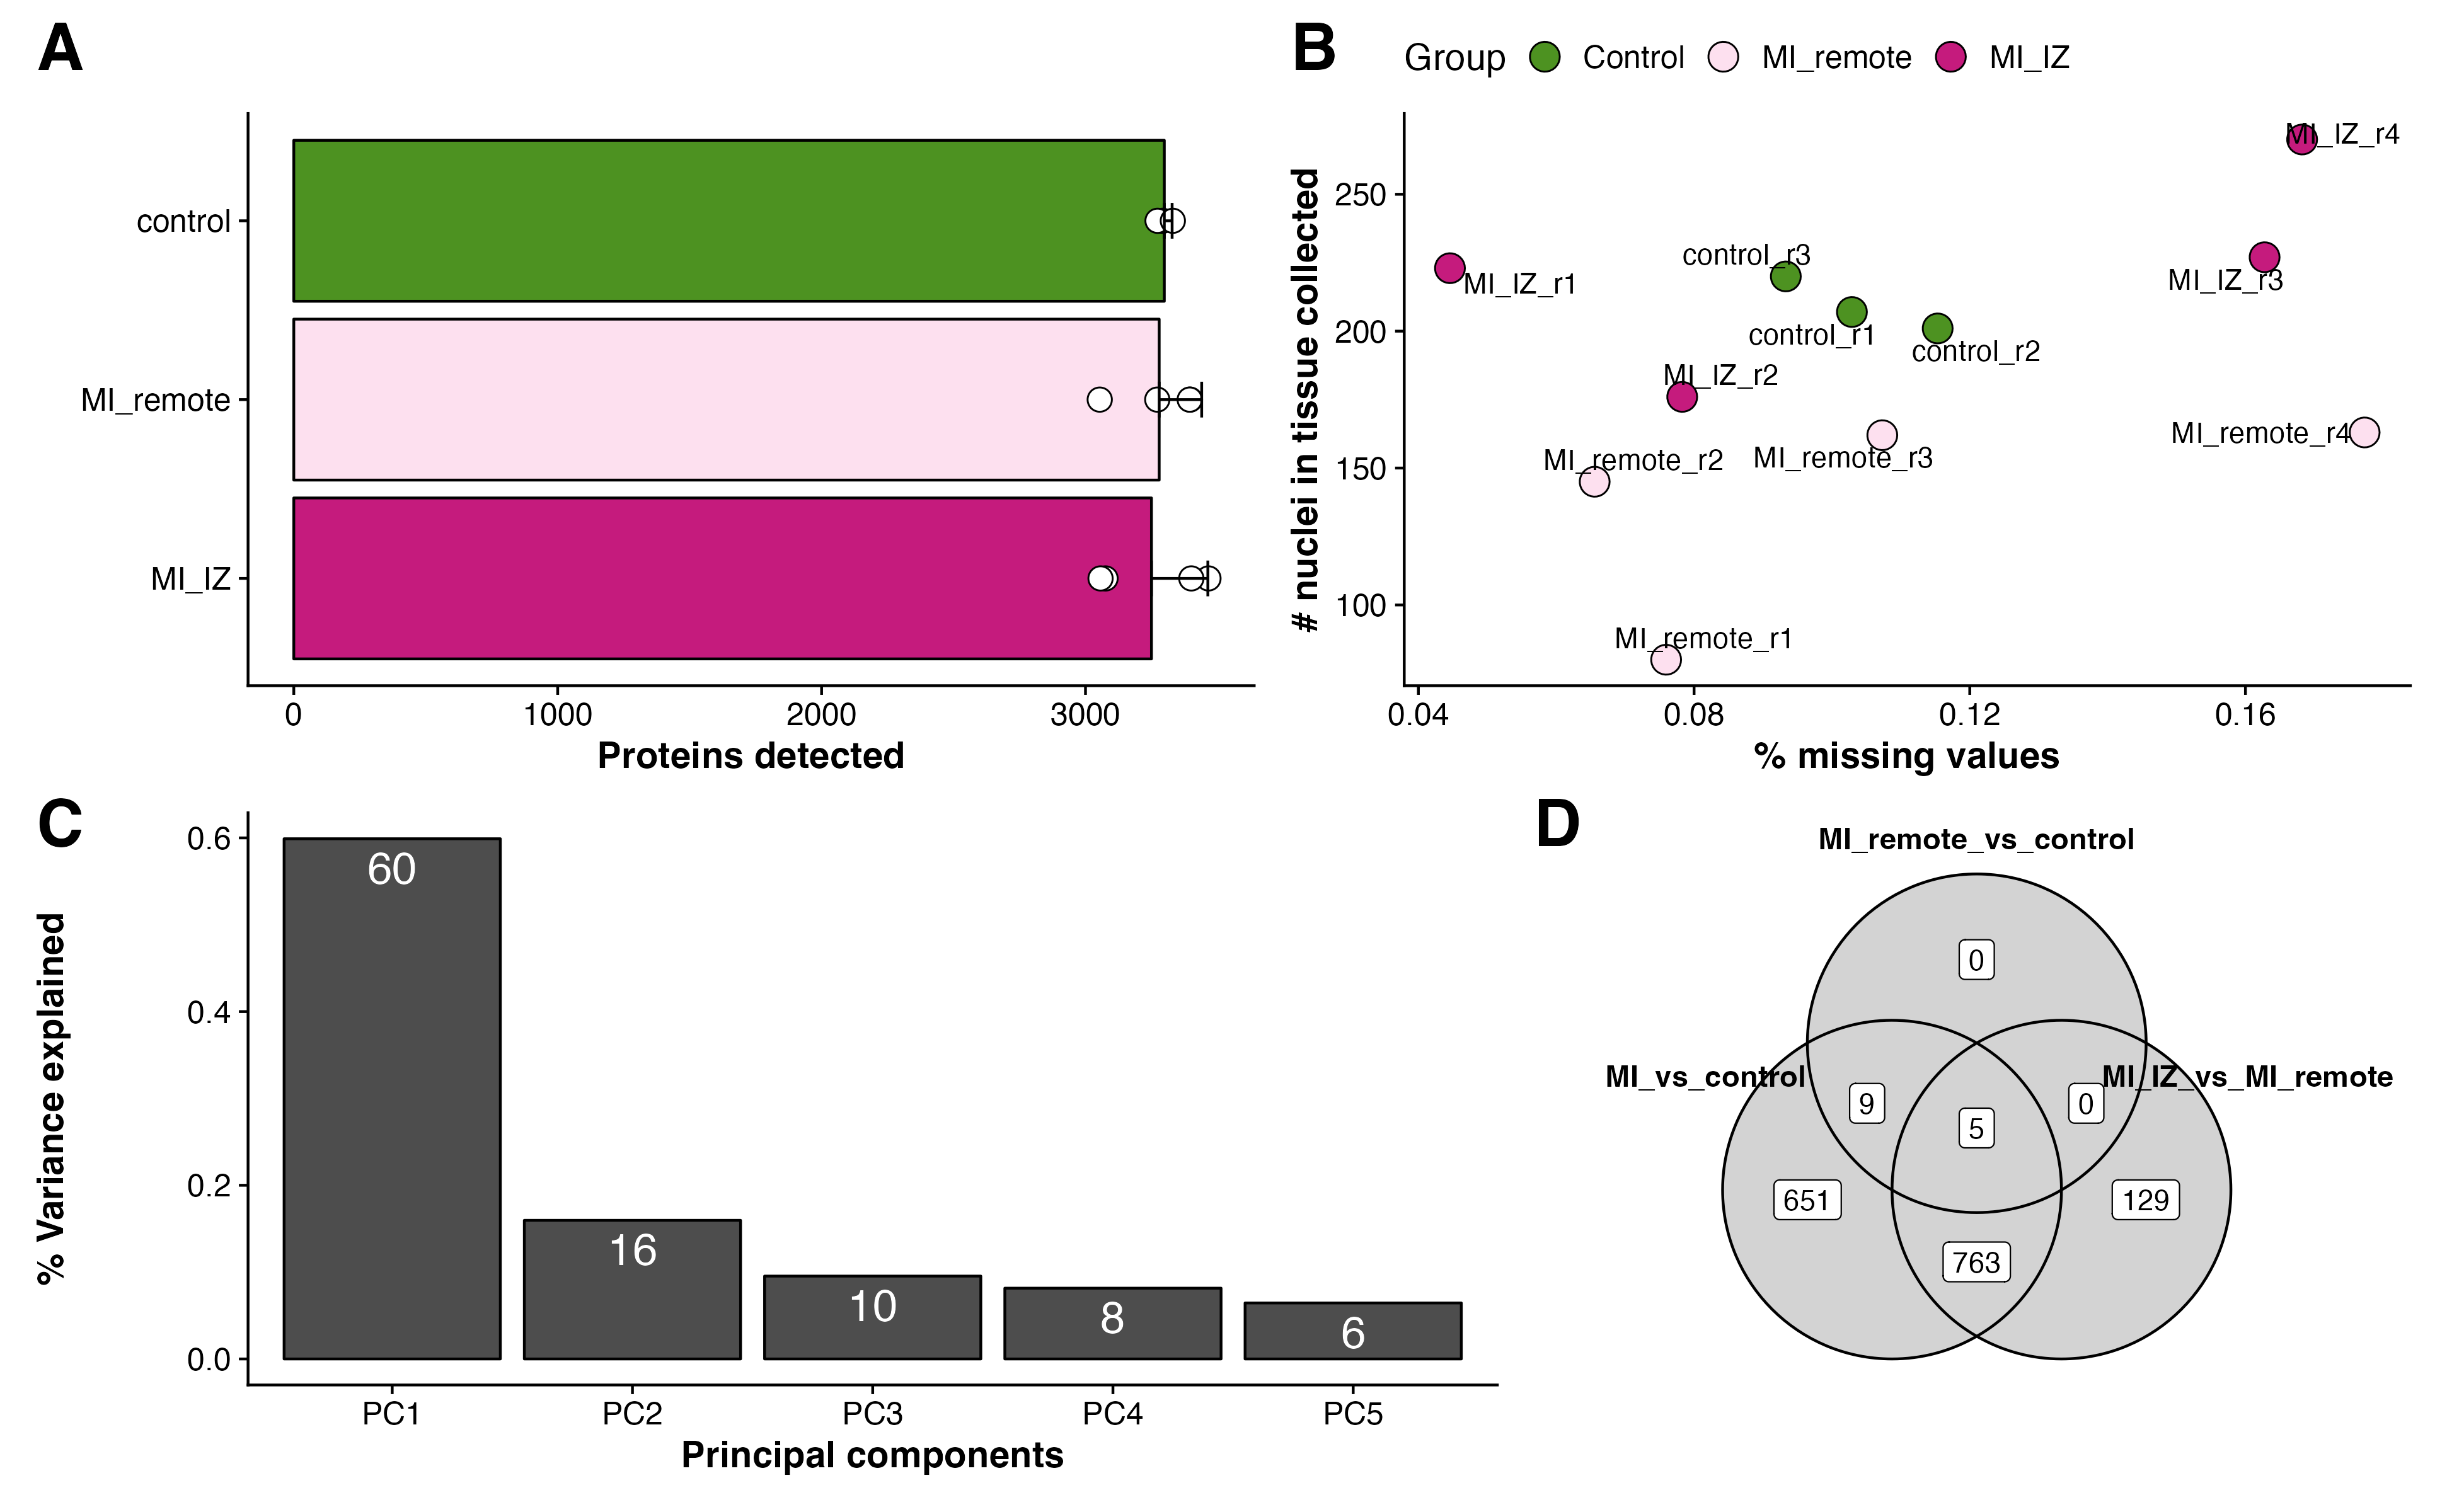 A
control
MI_remote
MI_IZ
0 1000 2000 3000
Proteins detected
B
Group Control MI_remote MI_IZ
# nuclei in tissue collected
250
200
150
100
MI_IZ_r4
control_r3
MI_IZ_r1
MI_IZ_r3
control_r1
control_r2
MI_IZ_r2
MI_remote_r4
MI_remote_r2
MI_remote_r3
MI_remote_r1
0.04 0.08 0.12 0.16
% missing values
C
% Variance explained
0.6
0.4
0.2
0.0
60
16
10
8
6
PC1 PC2 PC3 PC4 PC5
Principal components
D
MI_remote_vs_control
0
MI_vs_control
MI_IZ_vs_MI_remote
9
0
5
651
129
763